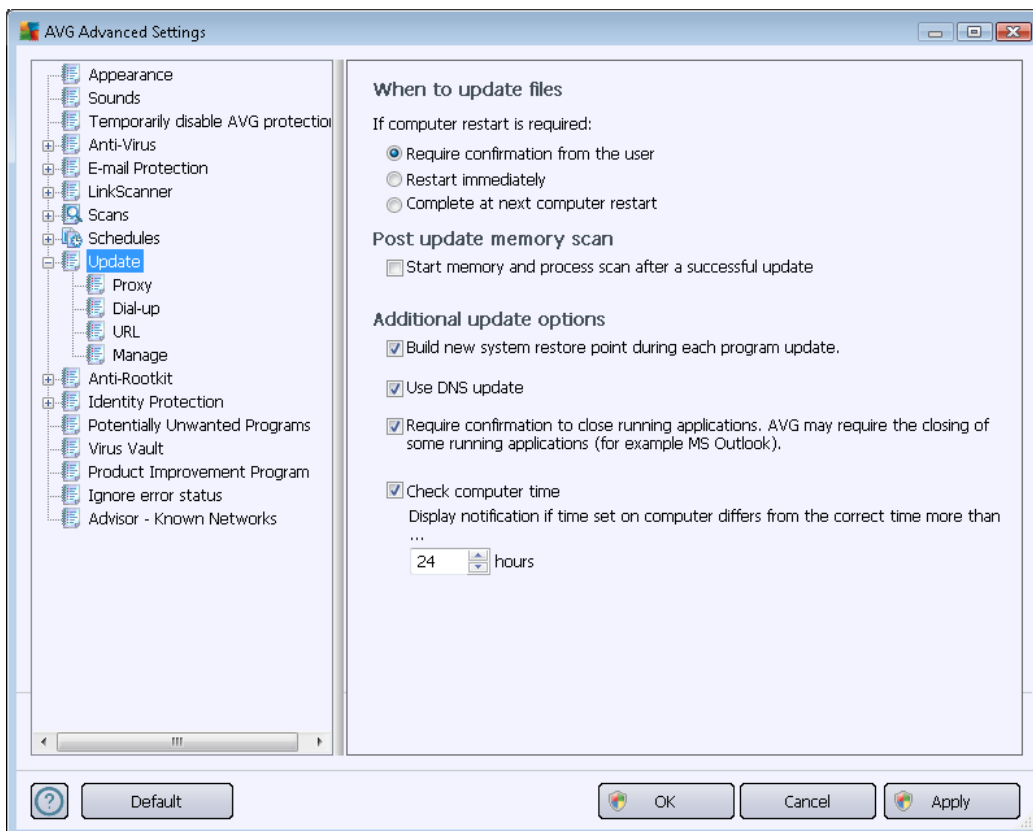 AVG Advanced Settings
Appearance
Sounds
Temporarily disable AVG protection
Anti-Virus
E-mail Protection
LinkScanner
Scans
Schedules
Update
Proxy
Dial-up
URL
Manage
Anti-Rootkit
Identity Protection
Potentially Unwanted Programs
Virus Vault
Product Improvement Program
Ignore error status
Advisor - Known Networks
When to update files
If computer restart is required:
Require confirmation from the user
Restart immediately
Complete at next computer restart
Post update memory scan
Start memory and process scan after a successful update
Additional update options
Build new system restore point during each program update.
Use DNS update
Require confirmation to close running applications. AVG may require the closing of
some running applications (for example MS Outlook).
Check computer time
Display notification if time set on computer differs from the correct time more than
...
24 hours
? Default OK Cancel Apply